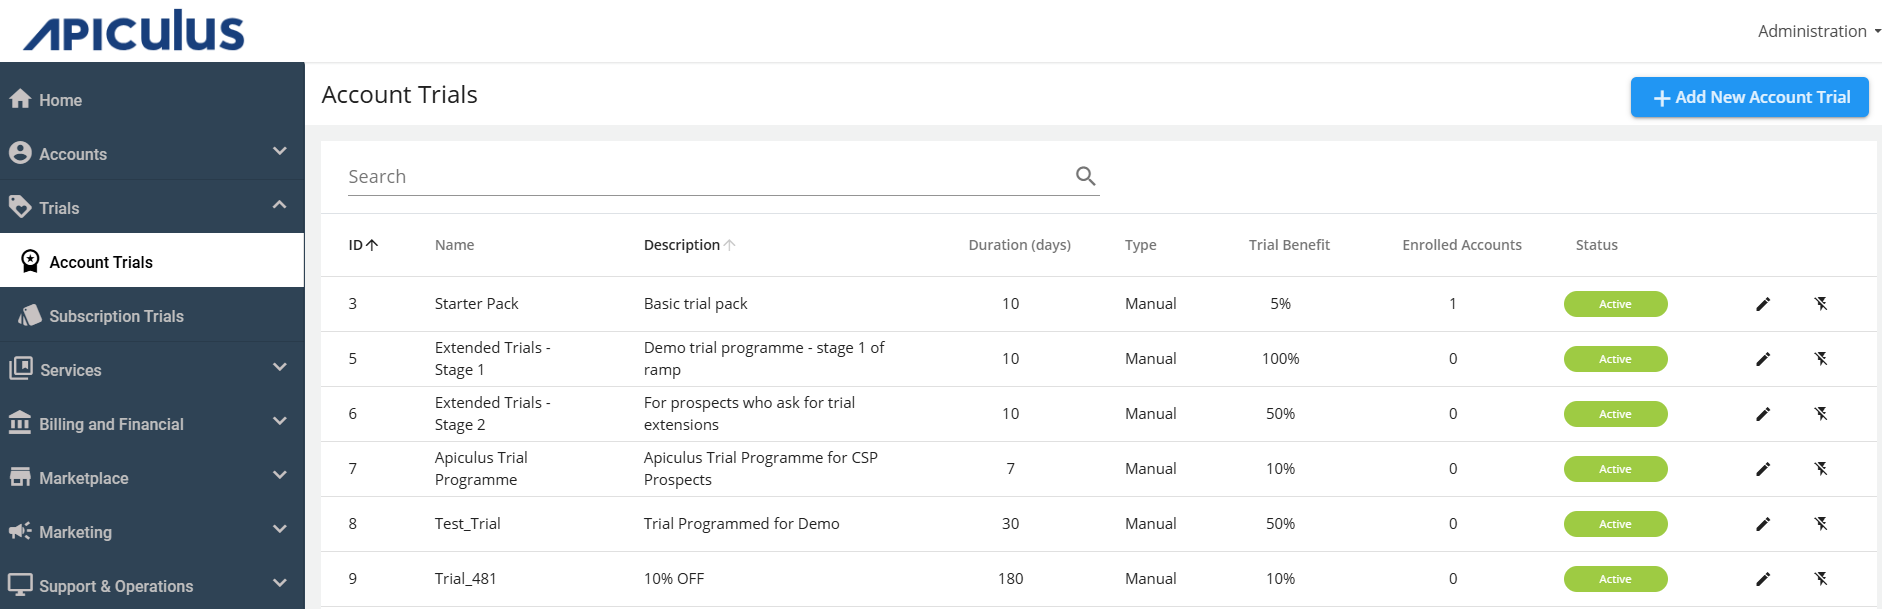 APICULUS
Administration
Home
Accounts
Trials
Account Trials
Subscription Trials
Services
Billing and Financial
Marketplace
Marketing
Support & Operations
Account Trials
Add New Account Trial
Search
ID Name Description Duration (days) Type Trial Benefit Enrolled Accounts Status
3 Starter Pack Basic trial pack 10 Manual 5% 1 Active
5 Extended Trials - Demo trial programme - stage 1 of 10 Manual 100% 0 Active
Stage 1 ramp
6 Extended Trials - For prospects who ask for trial 10 Manual 50% 0 Active
Stage 2 extensions
7 Apiculus Trial Apiculus Trial Programme for CSP 7 Manual 10% 0 Active
Programme Prospects
8 Test_Trial Trial Programmed for Demo 30 Manual 50% 0 Active
9 Trial_481 10% OFF 180 Manual 10% 0 Active